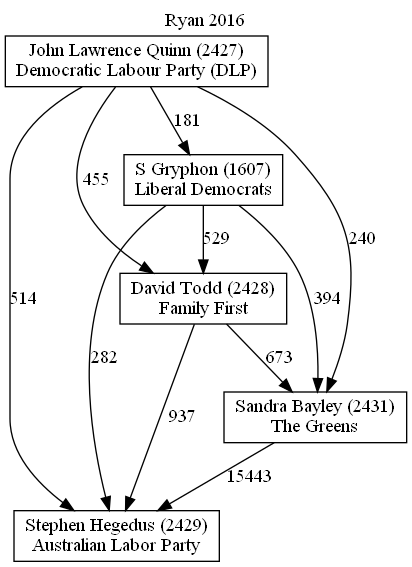 Ryan 2016
John Lawrence Quinn (2427)
Democratic Labour Party (DLP)
181
S Gryphon (1607)
Liberal Democrats
455
529
240
David Todd (2428)
Family First
514
394
282
673
937
Sandra Bayley (2431)
The Greens
15443
Stephen Hegedus (2429)
Australian Labor Party